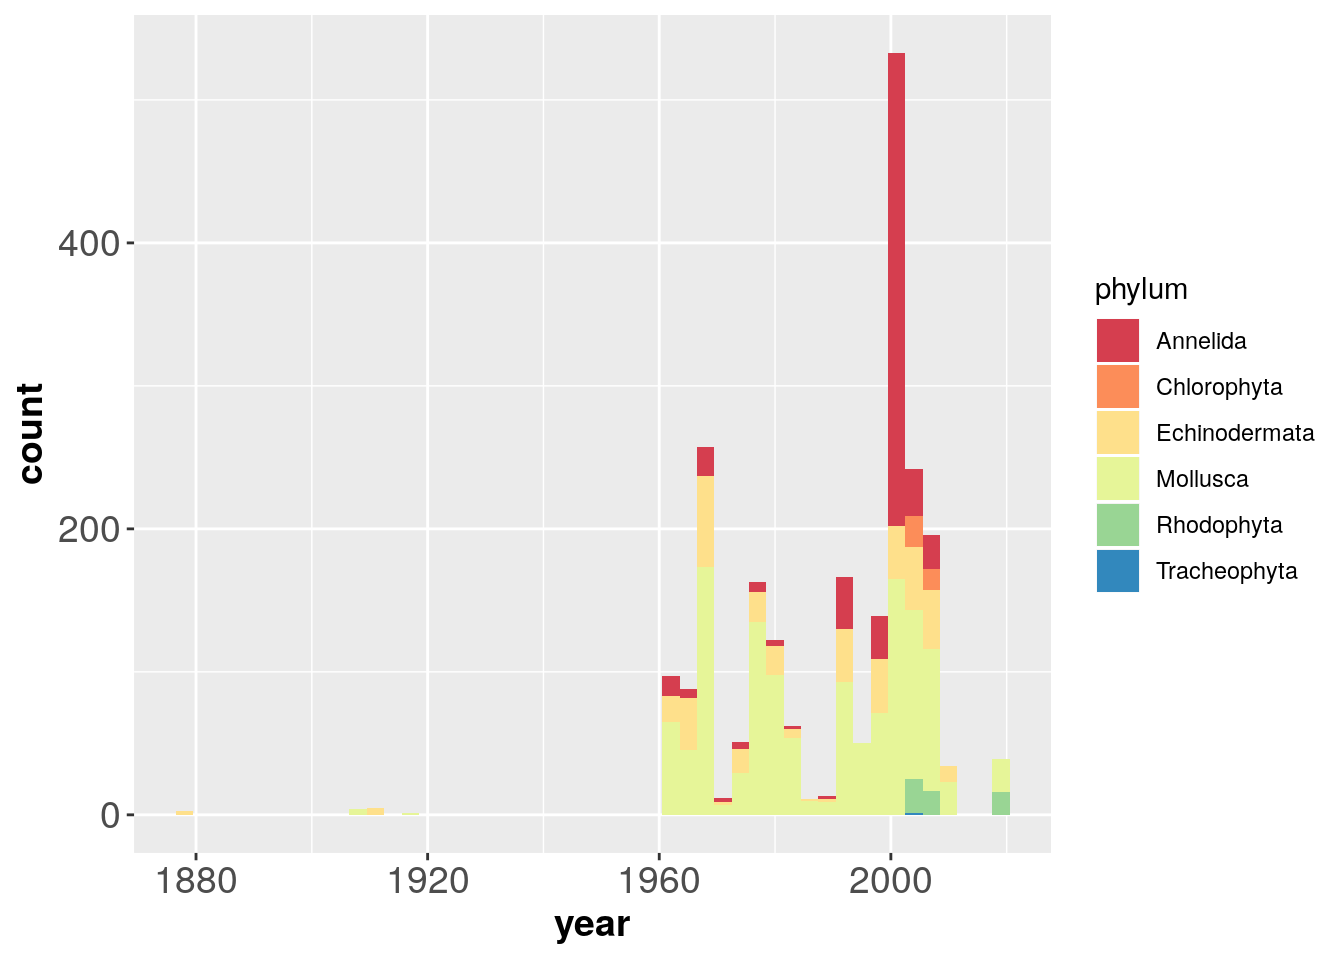 400
200
0
1880 1920 1960 2000
year
count
phylum
Annelida
Chlorophyta
Echinodermata
Mollusca
Rhodophyta
Tracheophyta